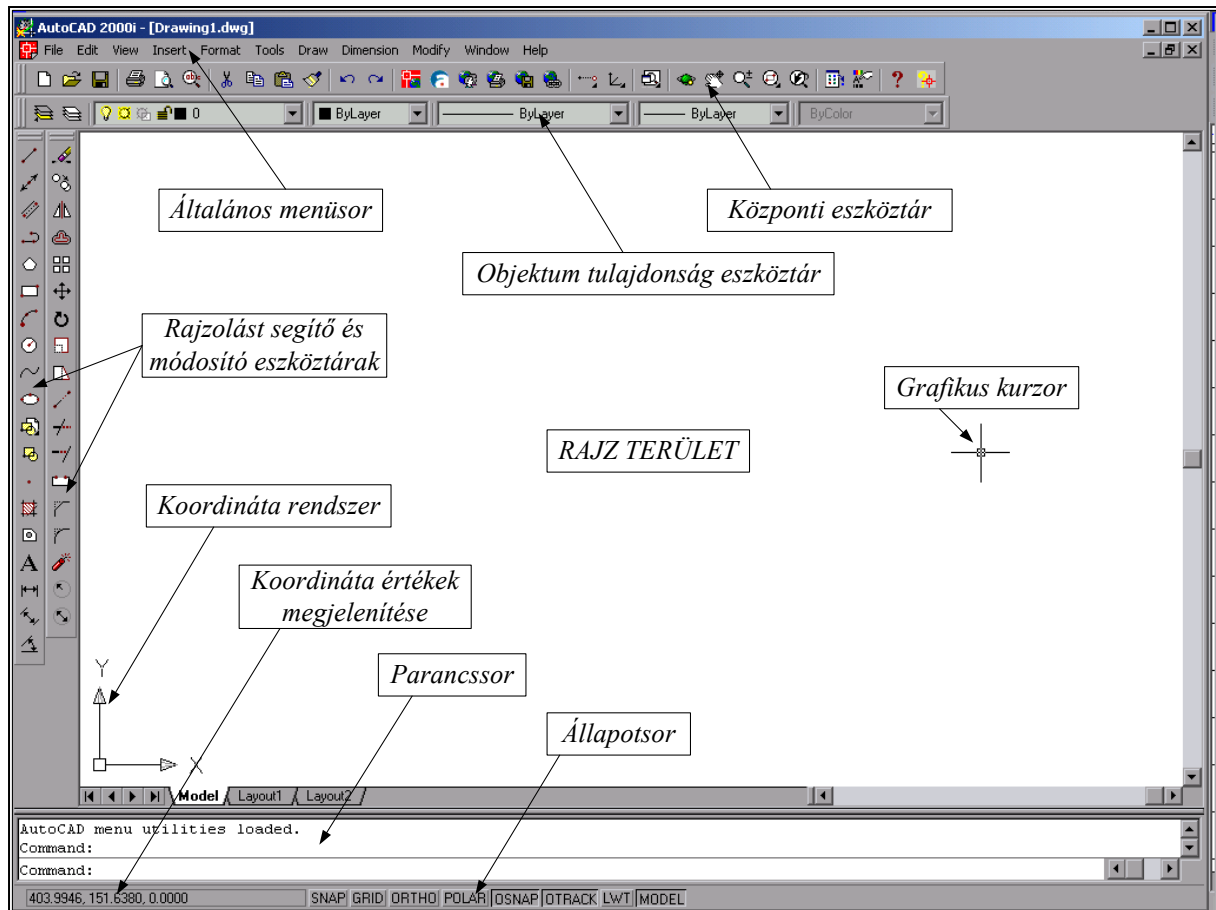 AutoCAD 2000i - [Drawing1.dwg]
File Edit View Insert Format Tools Draw Dimension Modify Window Help
0 ByLayer ByLayer ByLayer ByColor
Általános menüsor
Központi eszköztár
Objektum tulajdonság eszköztár
Rajzolást segítő és
módosító eszköztárak
Grafikus kurzor
RAJZ TERÜLET
Koordináta rendszer
A
Koordináta értékek
megjelenítése
Y
Parancssor
Állapotsor
X
Model Layout1 Layout2
AutoCAD menu utilities loaded.
Command:
Command:
403.9946, 151.6380, 0.0000 SNAP GRID ORTHO POLAR OSNAP OTRACK LWT MODEL